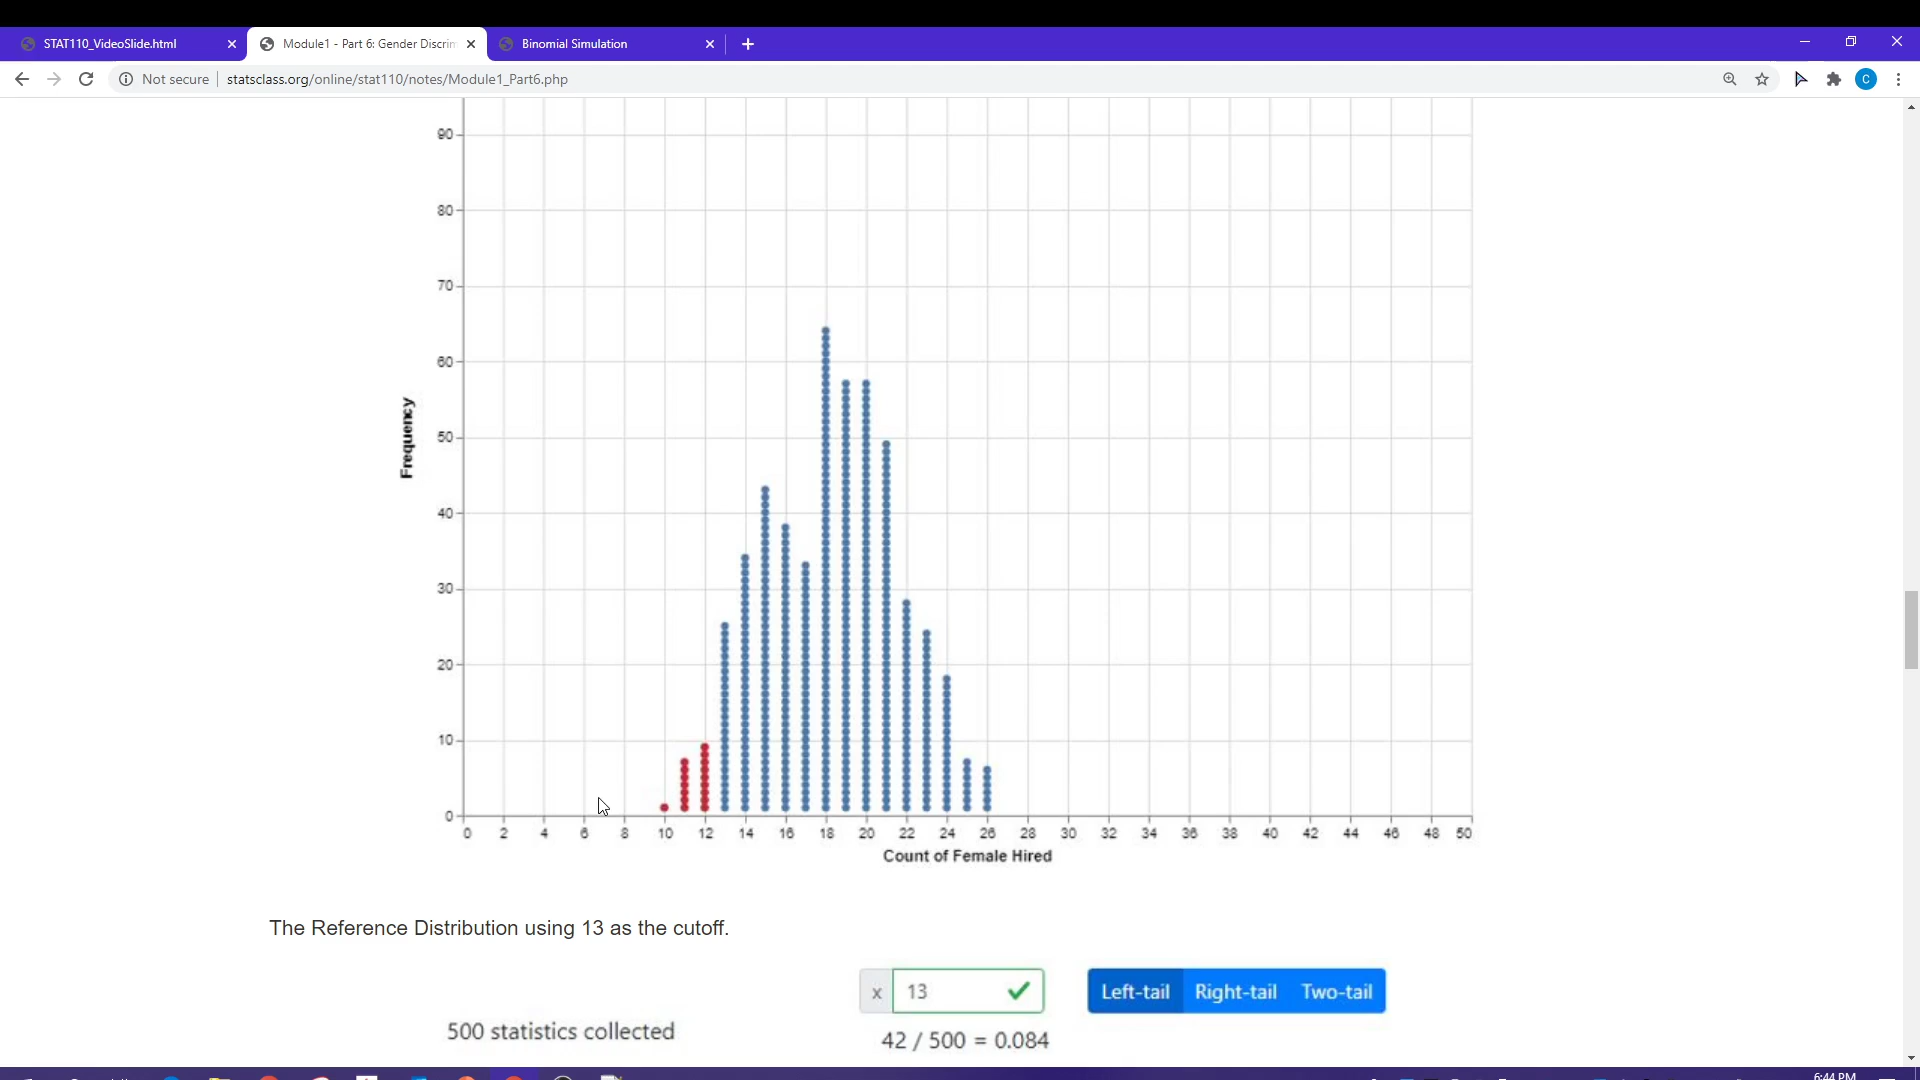 STAT110_VideoSlide.html
Module1 - Part 6: Gender Discrim
Binomial Simulation
Not secure
statsclass.org/online/stat110/notes/Module1_Part6.php
C
90
80
70
60
50
40
30
20
10
0
Frequency
0 2 4 6 8 10 12 14 16 18 20 22 24 26 28 30 32 34 36 38 40 42 44 46 48 50
Count of Female Hired
The Reference Distribution using 13 as the cutoff.
x 13
Left-tail Right-tail Two-tail
500 statistics collected
42 / 500 = 0.084
6:44 PM